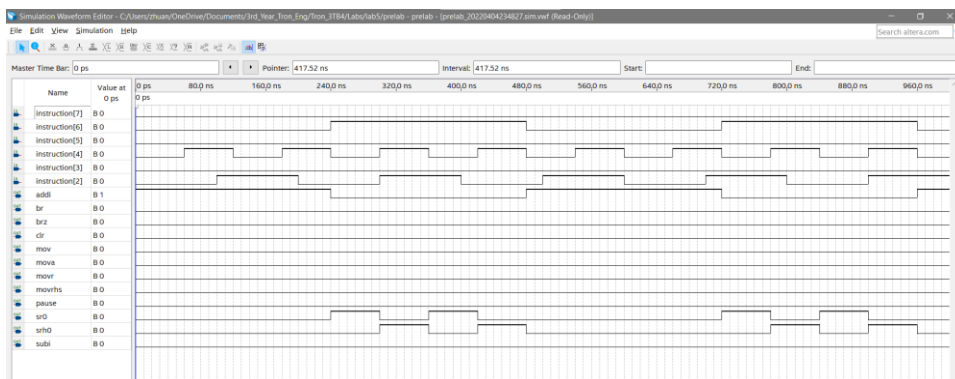 Simulation Waveform Editor - C:/Users/zhuan/OneDrive/Documents/3rd_Year_Tron_Eng/Tron_3TB4/Labs/lab5/prelab - prelab - [prelab_20220404234827.sim.vwf (Read-Only)]
File Edit View Simulation Help
Search altera.com
Master Time Bar: 0 ps Pointer: 417.52 ns Interval: 417.52 ns Start: End:
Name Value at 0 ps
0 ps 80.0 ns 160.0 ns 240.0 ns 320.0 ns 400.0 ns 480.0 ns 560.0 ns 640.0 ns 720.0 ns 800.0 ns 880.0 ns 960.0 ns
0 ps
instruction[7] B 0
instruction[6] B 0
instruction[5] B 0
instruction[4] B 0
instruction[3] B 0
instruction[2] B 0
addi B 1
br B 0
brz B 0
clr B 0
mov B 0
mova B 0
movr B 0
movrhs B 0
pause B 0
sr0 B 0
srh0 B 0
subi B 0